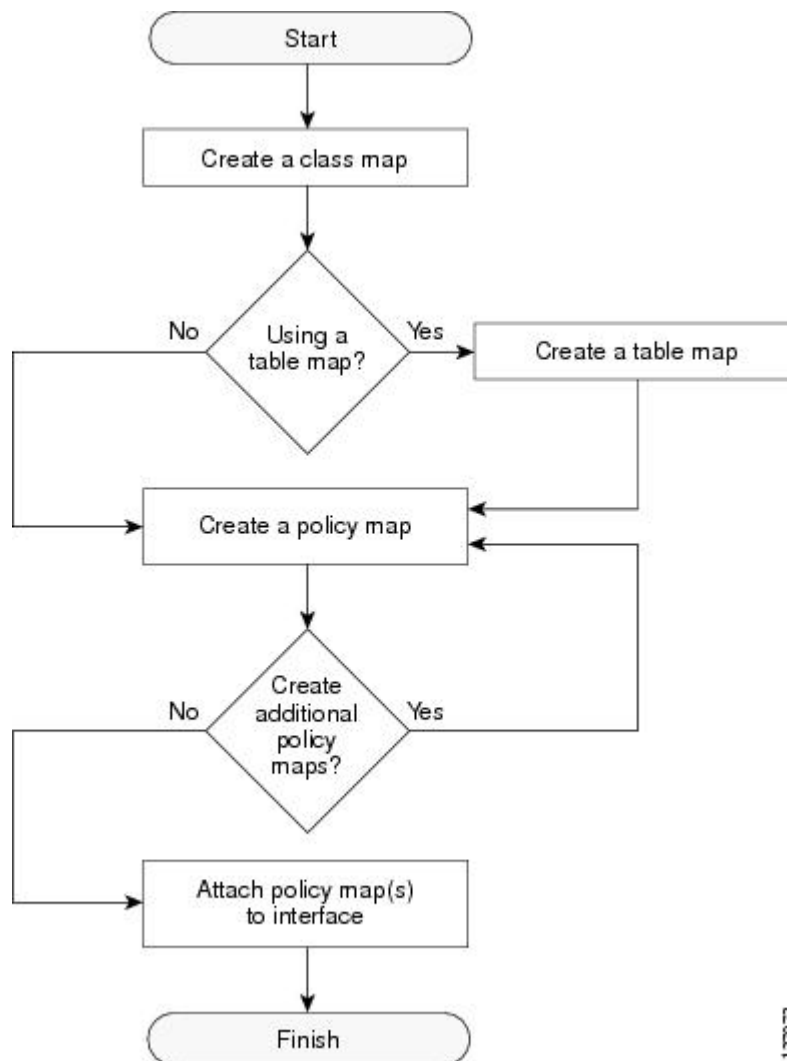 Start
Create a class map
No
Using a
table map?
Yes
Create a table map
Create a policy map
No
Create
additional
policy
maps?
Yes
Attach policy map(s)
to interface
Finish